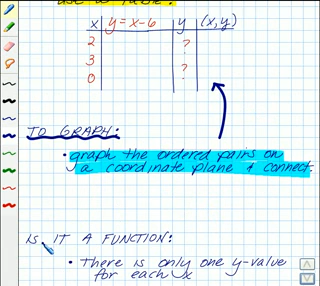 use a table:
x y = x - 6 y (x, y)
2 ?
3
0 ?
TO GRAPH:
• graph the ordered pairs on
a coordinate plane + connect.
IS IT A FUNCTION:
• There is only one y-value
for each x